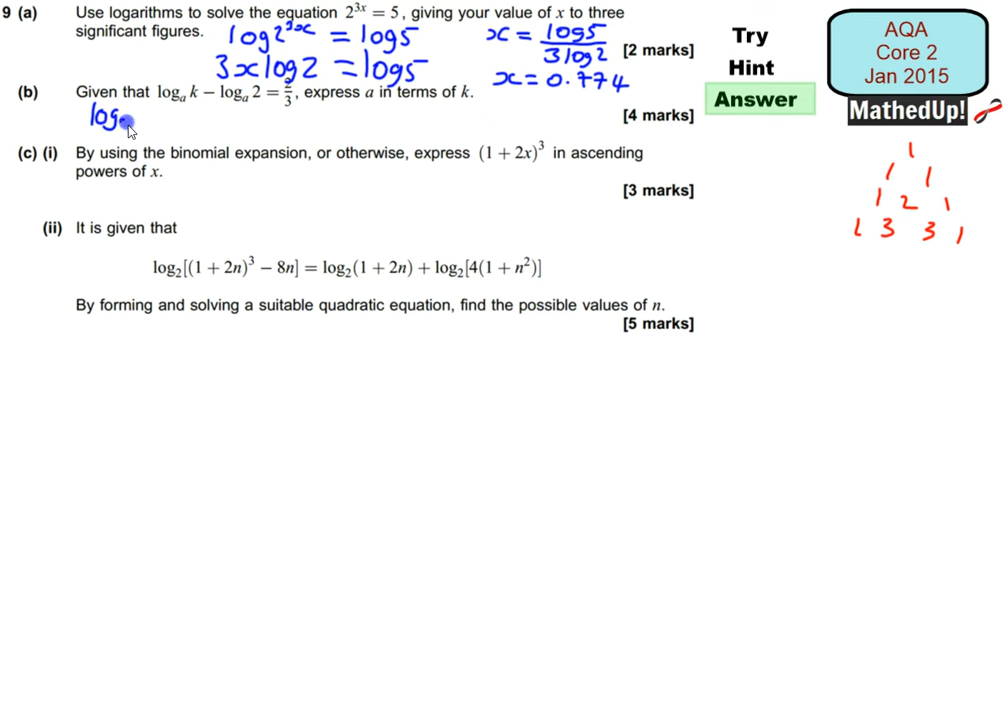 9 (a) Use logarithms to solve the equation 2^{3x} = 5, giving your value of x to three
significant figures.
[2 marks]
log2^{3x} = log5
3xlog2 = log5
x = log5 / 3log2
x = 0.774
(b) Given that log_a k − log_a 2 = 2/3, express a in terms of k.
[4 marks]
log
(c) (i) By using the binomial expansion, or otherwise, express (1 + 2x)^3 in ascending
powers of x.
[3 marks]
(ii) It is given that
log_2[(1 + 2n)^3 − 8n] = log_2(1 + 2n) + log_2[4(1 + n^2)]
By forming and solving a suitable quadratic equation, find the possible values of n.
[5 marks]
Try
Hint
Answer
AQA
Core 2
Jan 2015
MathedUp!
1
1 1
1 2 1
1 3 3 1